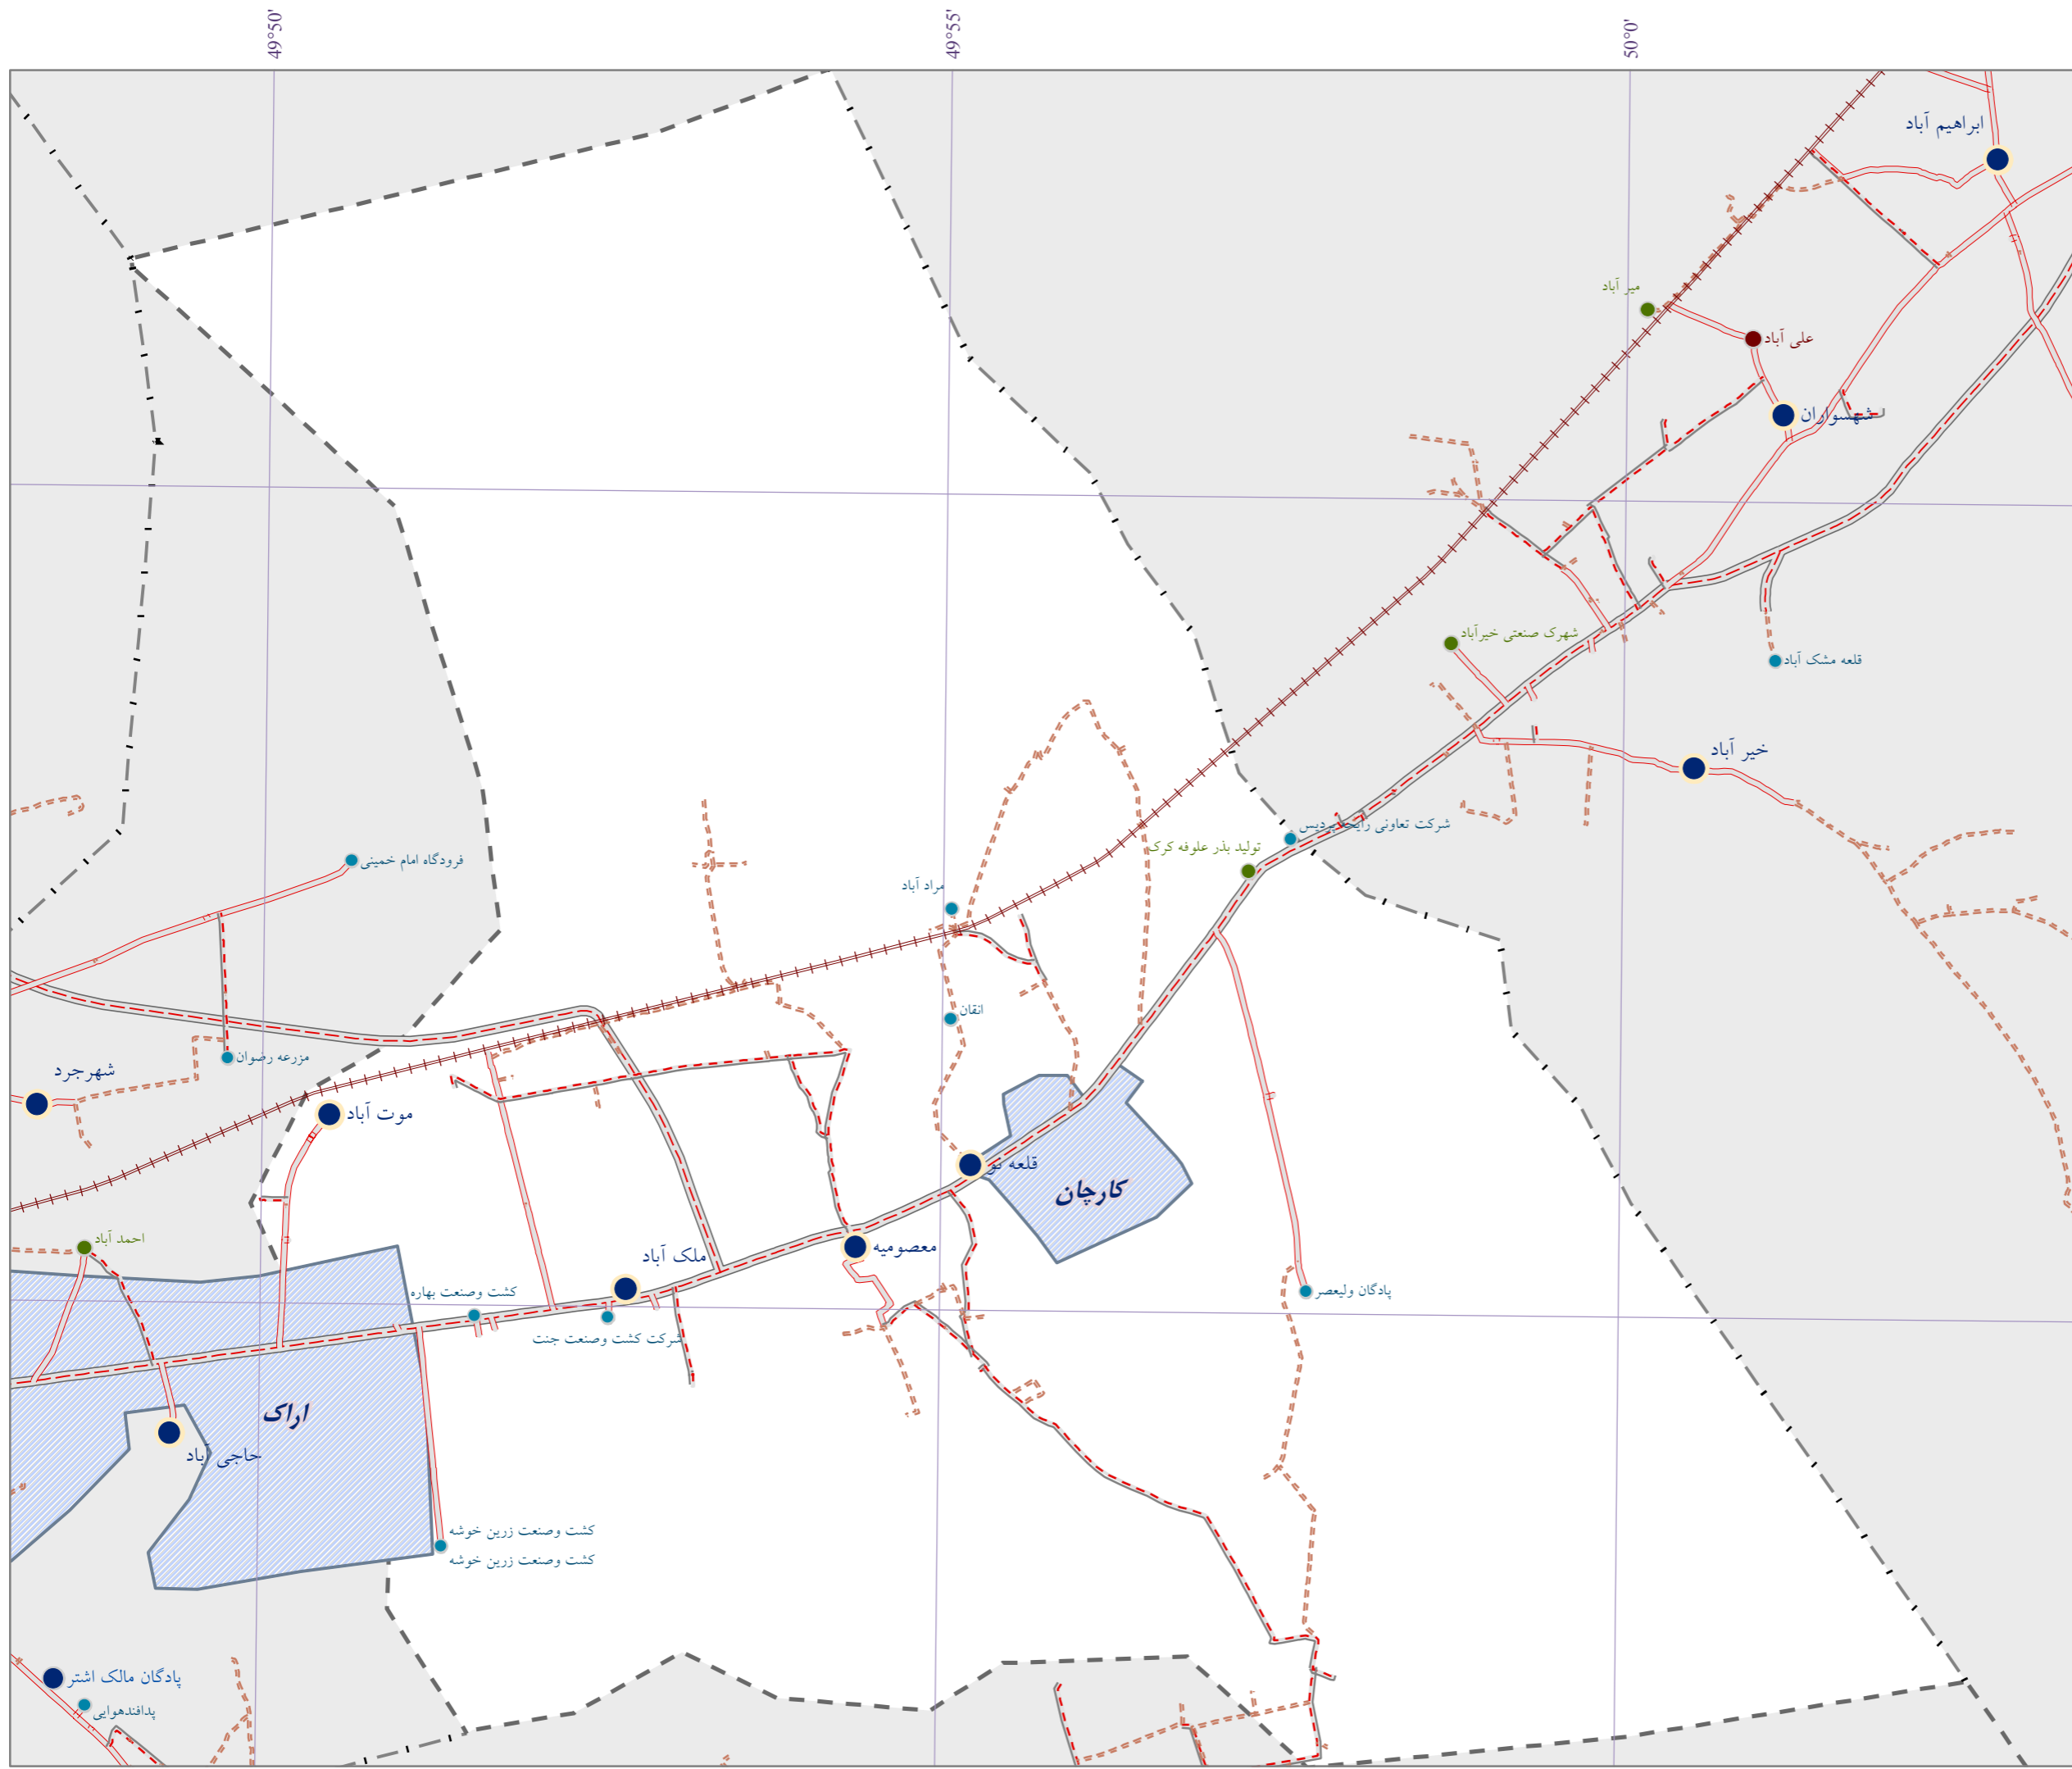 49°50'
49°55'
50°0'
ابراهیم آباد
میر آباد
علی آباد
شهسواران
شهرک صنعتی خیرآباد
قلعه مشک آباد
خیر آباد
شرکت تعاونی رایحه پردیس
تولید بذر علوفه کرک
فرودگاه امام خمینی
مراد آباد
انقان
مزرعه رضوان
شهرجرد
موت آباد
قلعه نو
کارچان
احمد آباد
معصومیه
ملک آباد
کشت وصنعت بهاره
پادگان ولیعصر
شرکت کشت وصنعت جنت
اراک
حاجی آباد
کشت وصنعت زرین خوشه
کشت وصنعت زرین خوشه
پادگان مالک اشتر
پدافندهوایی